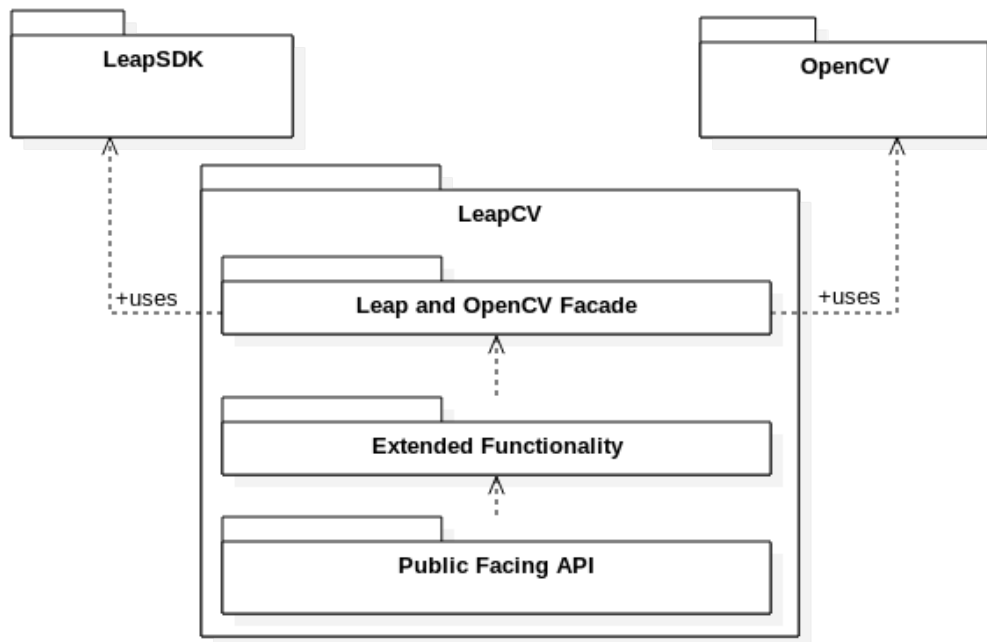 LeapSDK
OpenCV
LeapCV
+uses
Leap and OpenCV Facade
+uses
Extended Functionality
Public Facing API